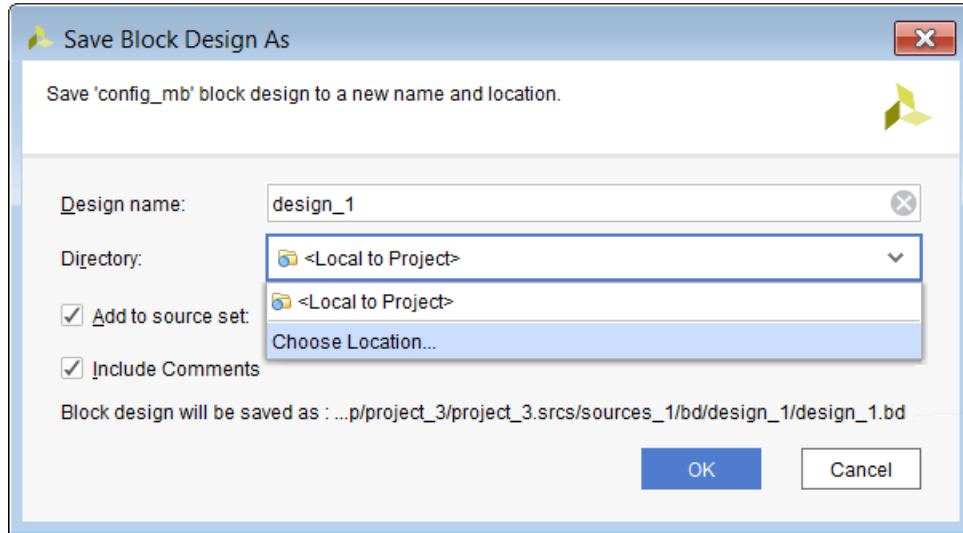 Save Block Design As
Save 'config_mb' block design to a new name and location.
Design name: design_1
Directory: <Local to Project>
<Local to Project>
Add to source set:
Choose Location...
Include Comments
Block design will be saved as : ...p/project_3/project_3.srcs/sources_1/bd/design_1/design_1.bd
OK Cancel